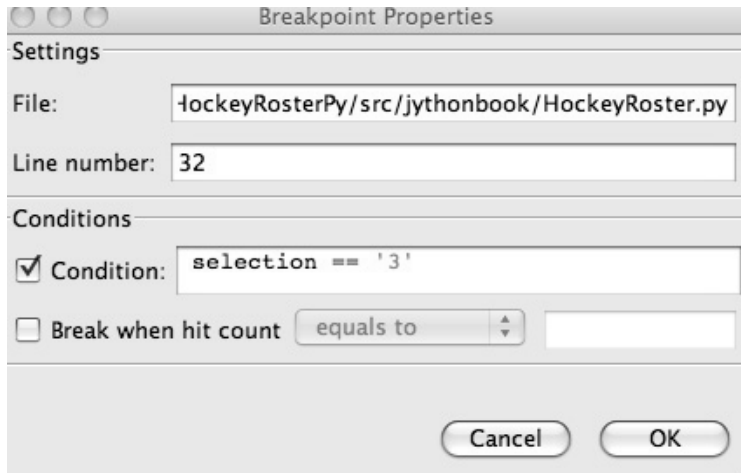 Breakpoint Properties
Settings
File: HockeyRosterPy/src/jythonbook/HockeyRoster.py
Line number: 32
Conditions
Condition: selection == '3'
Break when hit count equals to
Cancel OK